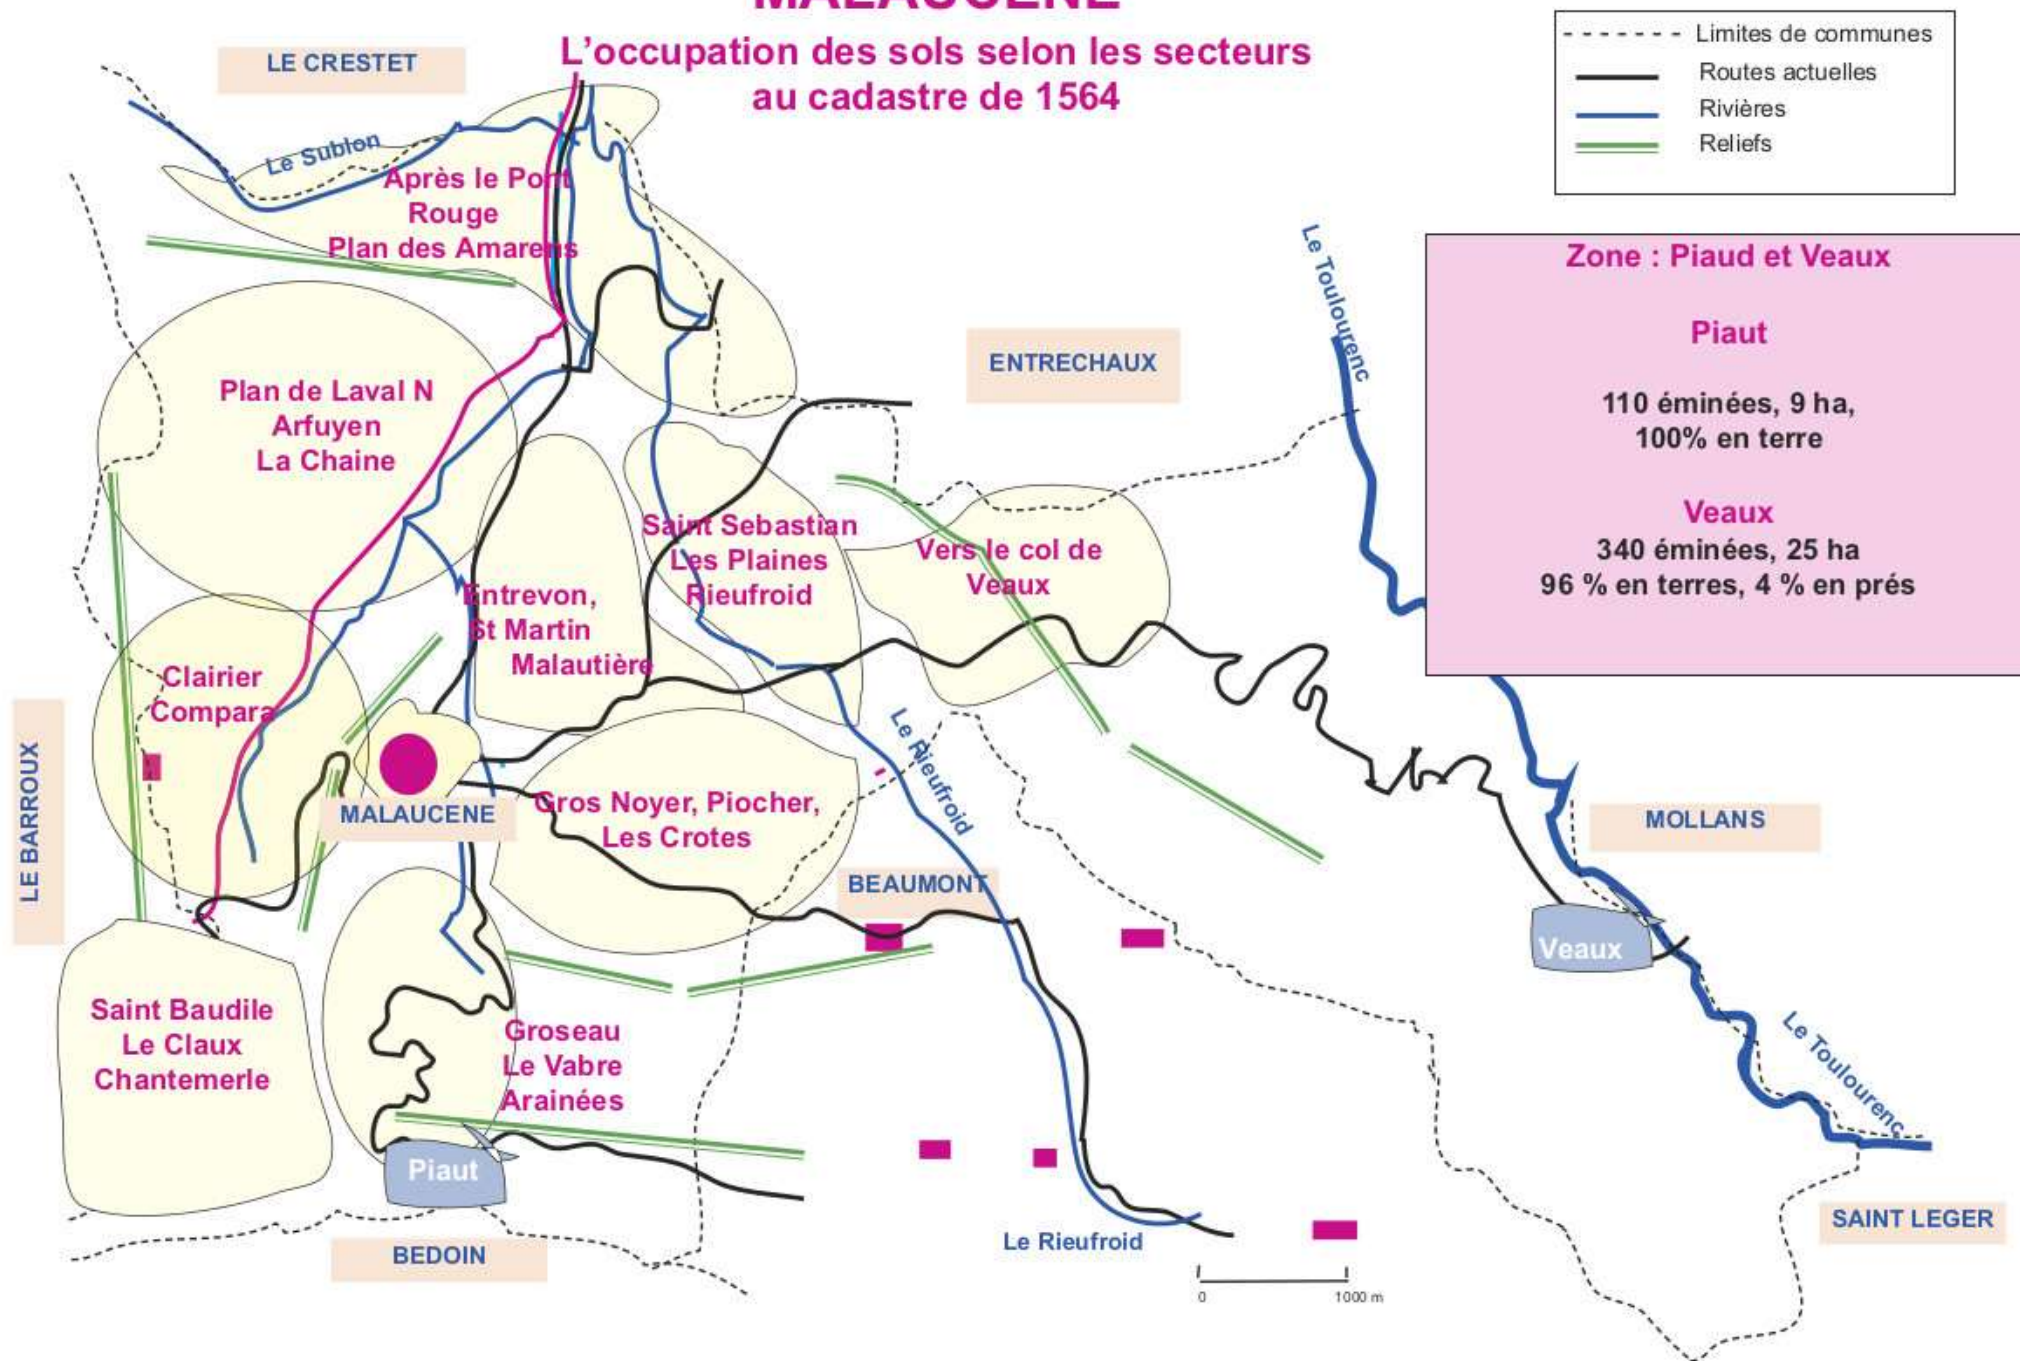 MALAUCENE
L'occupation des sols selon les secteurs
au cadastre de 1564
Limites de communes
Routes actuelles
Rivières
Reliefs
LE CRESTET
Le Sublon
Après le Pont
Rouge
Plan des Amarens
Le Toulourenc
Zone : Piaud et Veaux
Piaut
110 éminées, 9 ha,
100% en terre
Veaux
340 éminées, 25 ha
96 % en terres, 4 % en prés
ENTRECHAUX
Plan de Laval N
Arfuyen
La Chaine
Saint Sebastian
Les Plaines
Rieufroid
Vers le col de
Veaux
Entrevon,
St Martin
Malautière
Clairier
Compara
LE BARROUX
MALAUCENE
Gros Noyer, Piocher,
Les Crotes
Le Rieufroid
MOLLANS
BEAUMONT
Veaux
Saint Baudile
Le Claux
Chantemerle
Groseau
Le Vabre
Arainées
Le Toulourenc
Piaut
SAINT LEGER
BEDOIN
Le Rieufroid
0
1000 m